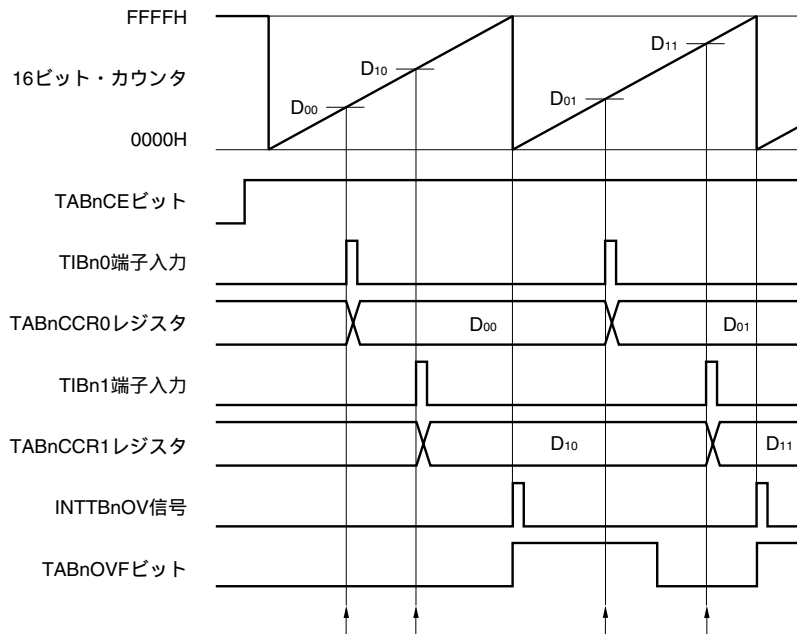 FFFFH
16ビット・カウンタ
0000H
D00
D10
D01
D11
TABnCEビット
TIBn0端子入力
TABnCCR0レジスタ
D00
D01
TIBn1端子入力
TABnCCR1レジスタ
D10
D11
INTTBnOV信号
TABnOVFビット